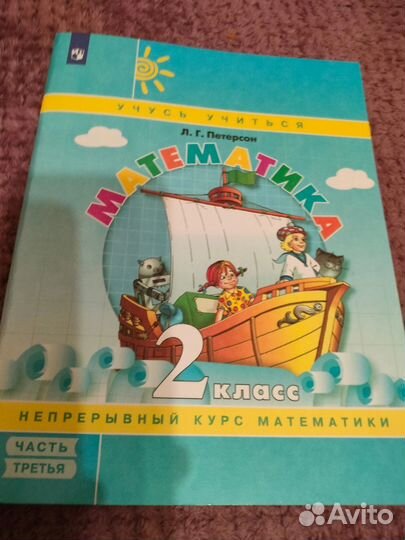 УЧУСЬ УЧИТЬСЯ
Л. Г. Петерсон
МАТЕМАТИКА
2 класс
НЕПРЕРЫВНЫЙ КУРС МАТЕМАТИКИ
ЧАСТЬ
ТРЕТЬЯ
Avito